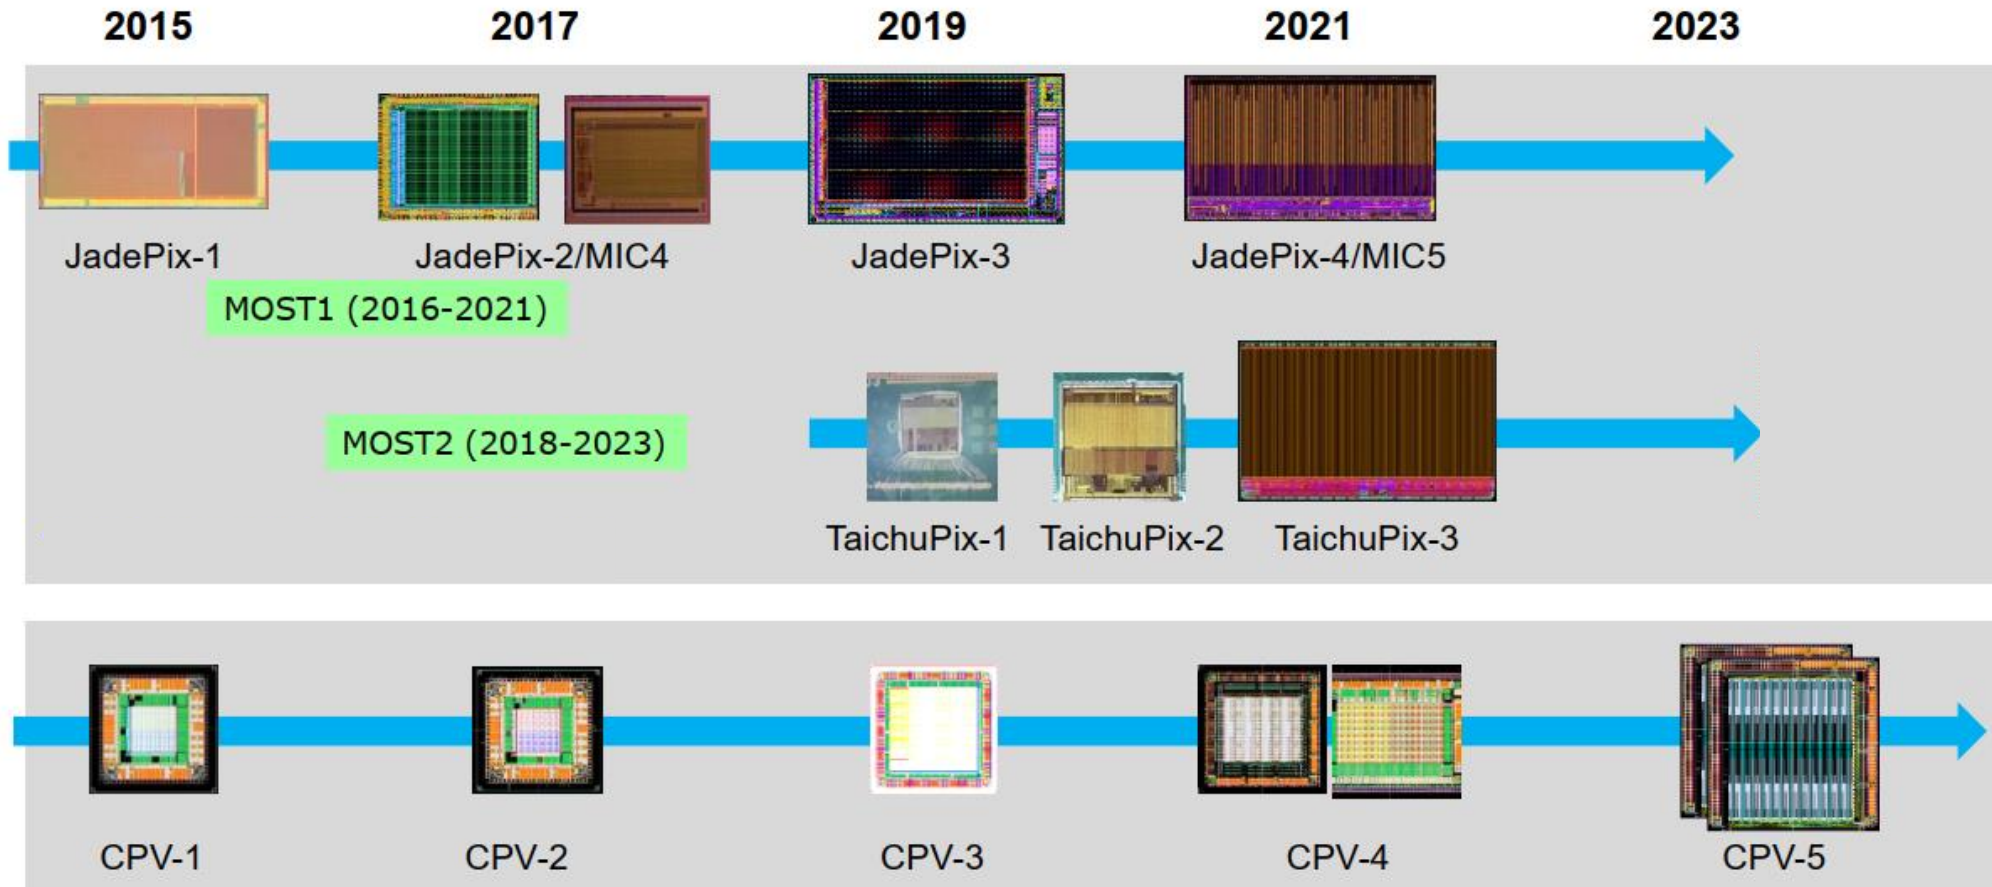 2015 2017 2019 2021 2023
JadePix-1 JadePix-2/MIC4 JadePix-3 JadePix-4/MIC5
MOST1 (2016-2021)
MOST2 (2018-2023)
TaichuPix-1 TaichuPix-2 TaichuPix-3
CPV-1 CPV-2 CPV-3 CPV-4 CPV-5